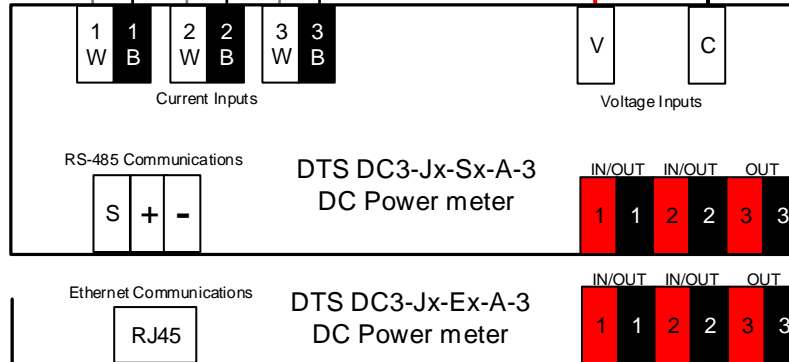 1 1 2 2 3 3
W B W B W B
V C
Current Inputs
Voltage Inputs
RS-485 Communications
DTS DC3-Jx-Sx-A-3
DC Power meter
IN/OUT IN/OUT OUT
S + -
1 1 2 2 3 3
Ethernet Communications
DTS DC3-Jx-Ex-A-3
DC Power meter
IN/OUT IN/OUT OUT
RJ45
1 1 2 2 3 3